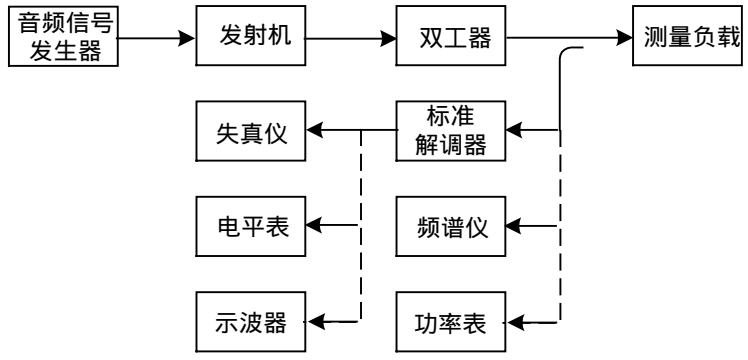 音频信号
发生器
发射机
双工器
测量负载
失真仪
标准
解调器
电平表
频谱仪
示波器
功率表